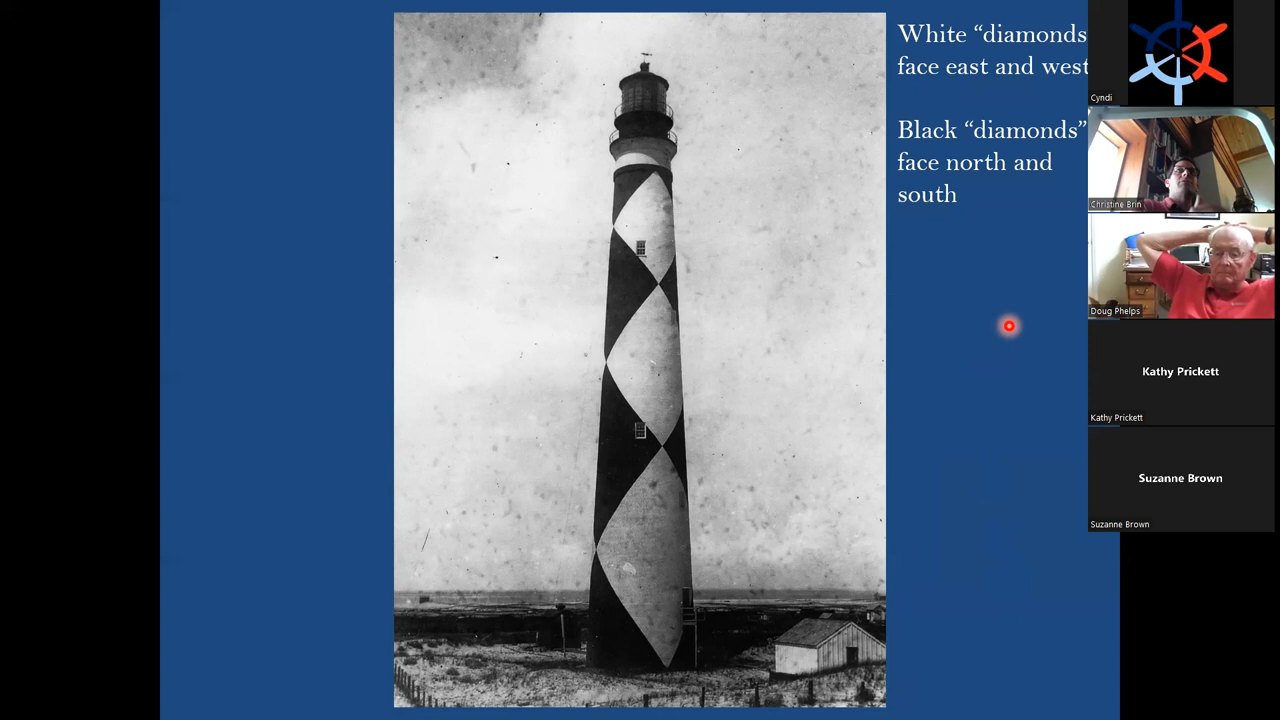 White “diamonds
face east and west
Black “diamonds”
face north and
south
Cyndi
Christine Brin
Doug Phelps
Kathy Prickett
Kathy Prickett
Suzanne Brown
Suzanne Brown